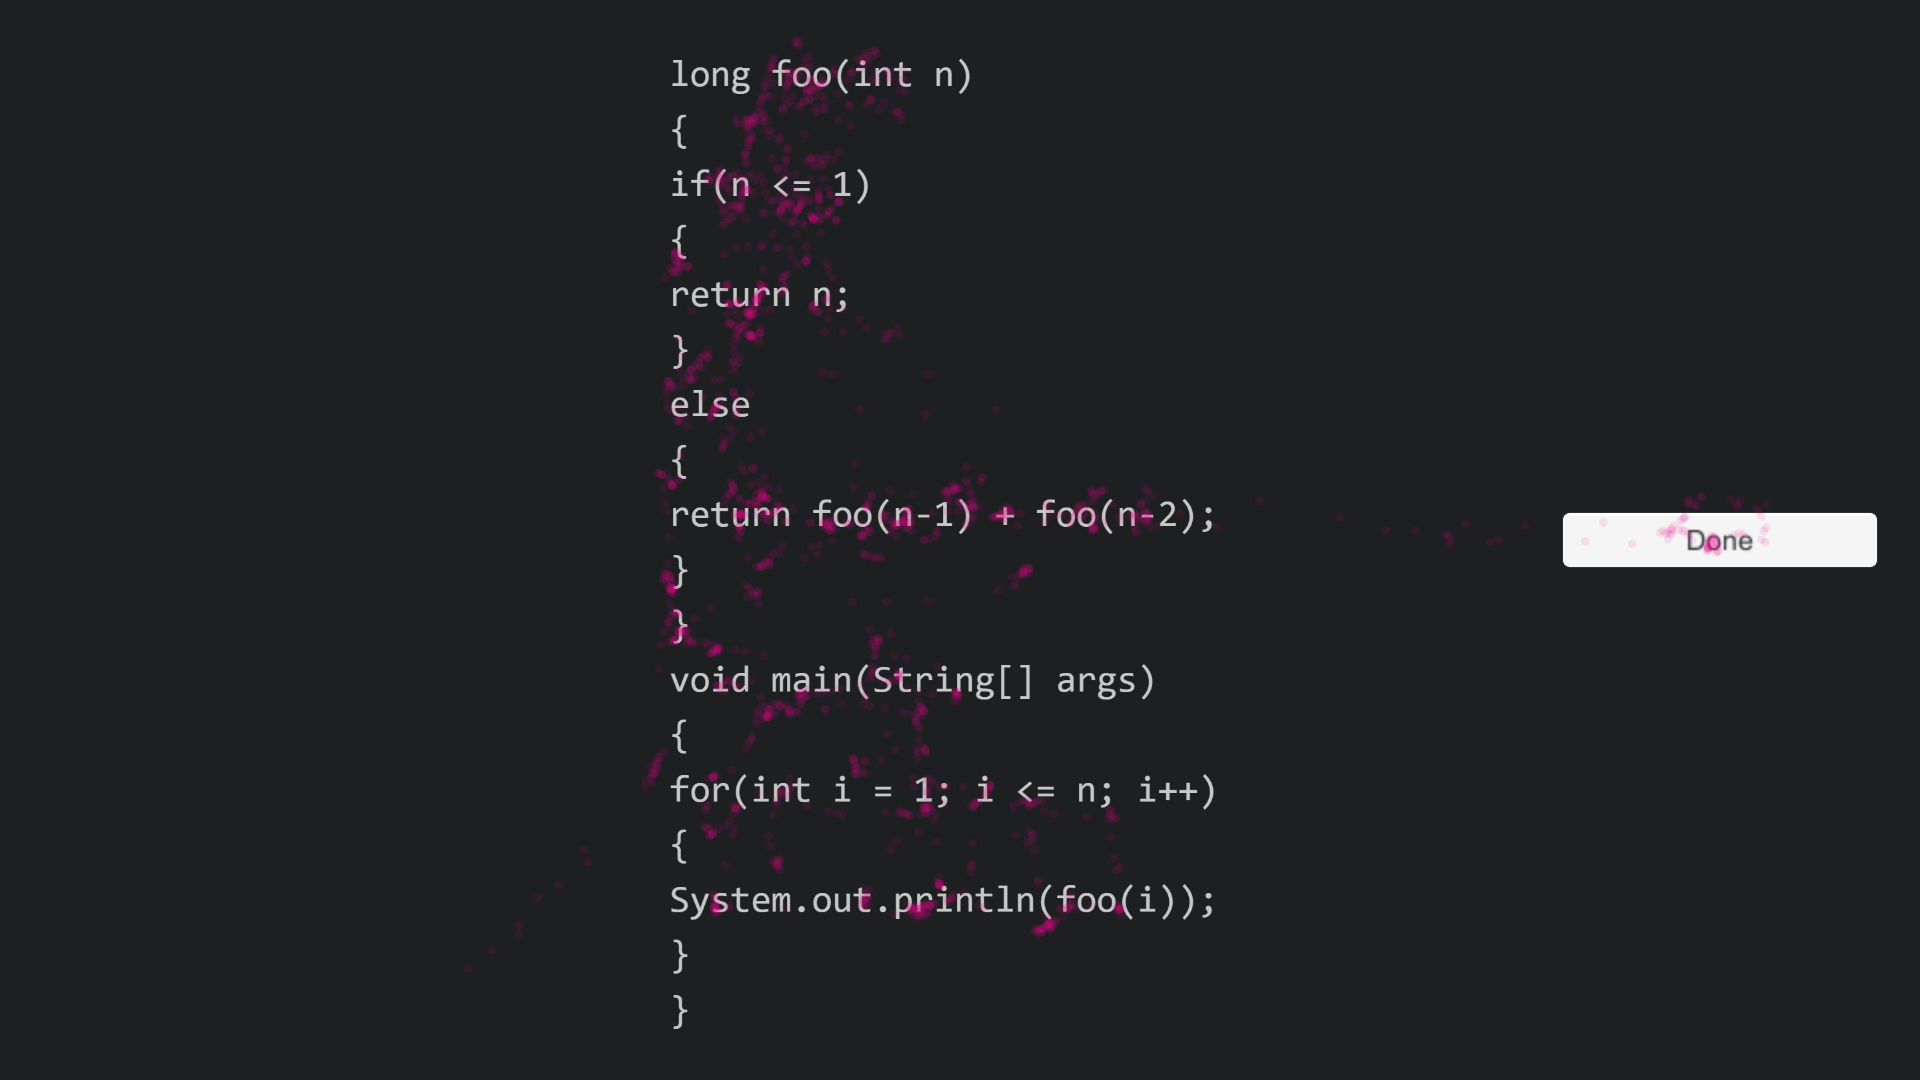 long foo(int n)
{
if(n <= 1)
{
return n;
}
else
{
return foo(n-1) + foo(n-2);
}
}
void main(String[] args)
{
for(int i = 1; i <= n; i++)
{
System.out.println(foo(i));
}
}
Done